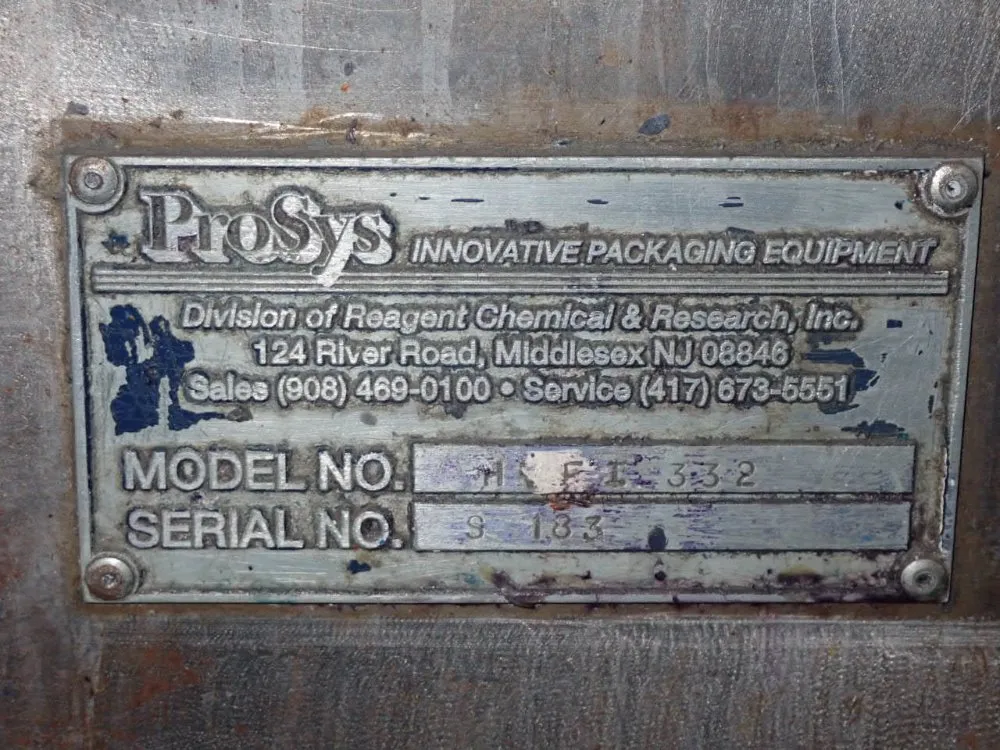 ProSys INNOVATIVE PACKAGING EQUIPMENT
Division of Reagent Chemical & Research, Inc.
124 River Road, Middlesex NJ 08846
Sales (908) 469-0100 • Service (417) 673-5551
MODEL NO. 332
SERIAL NO. S 183